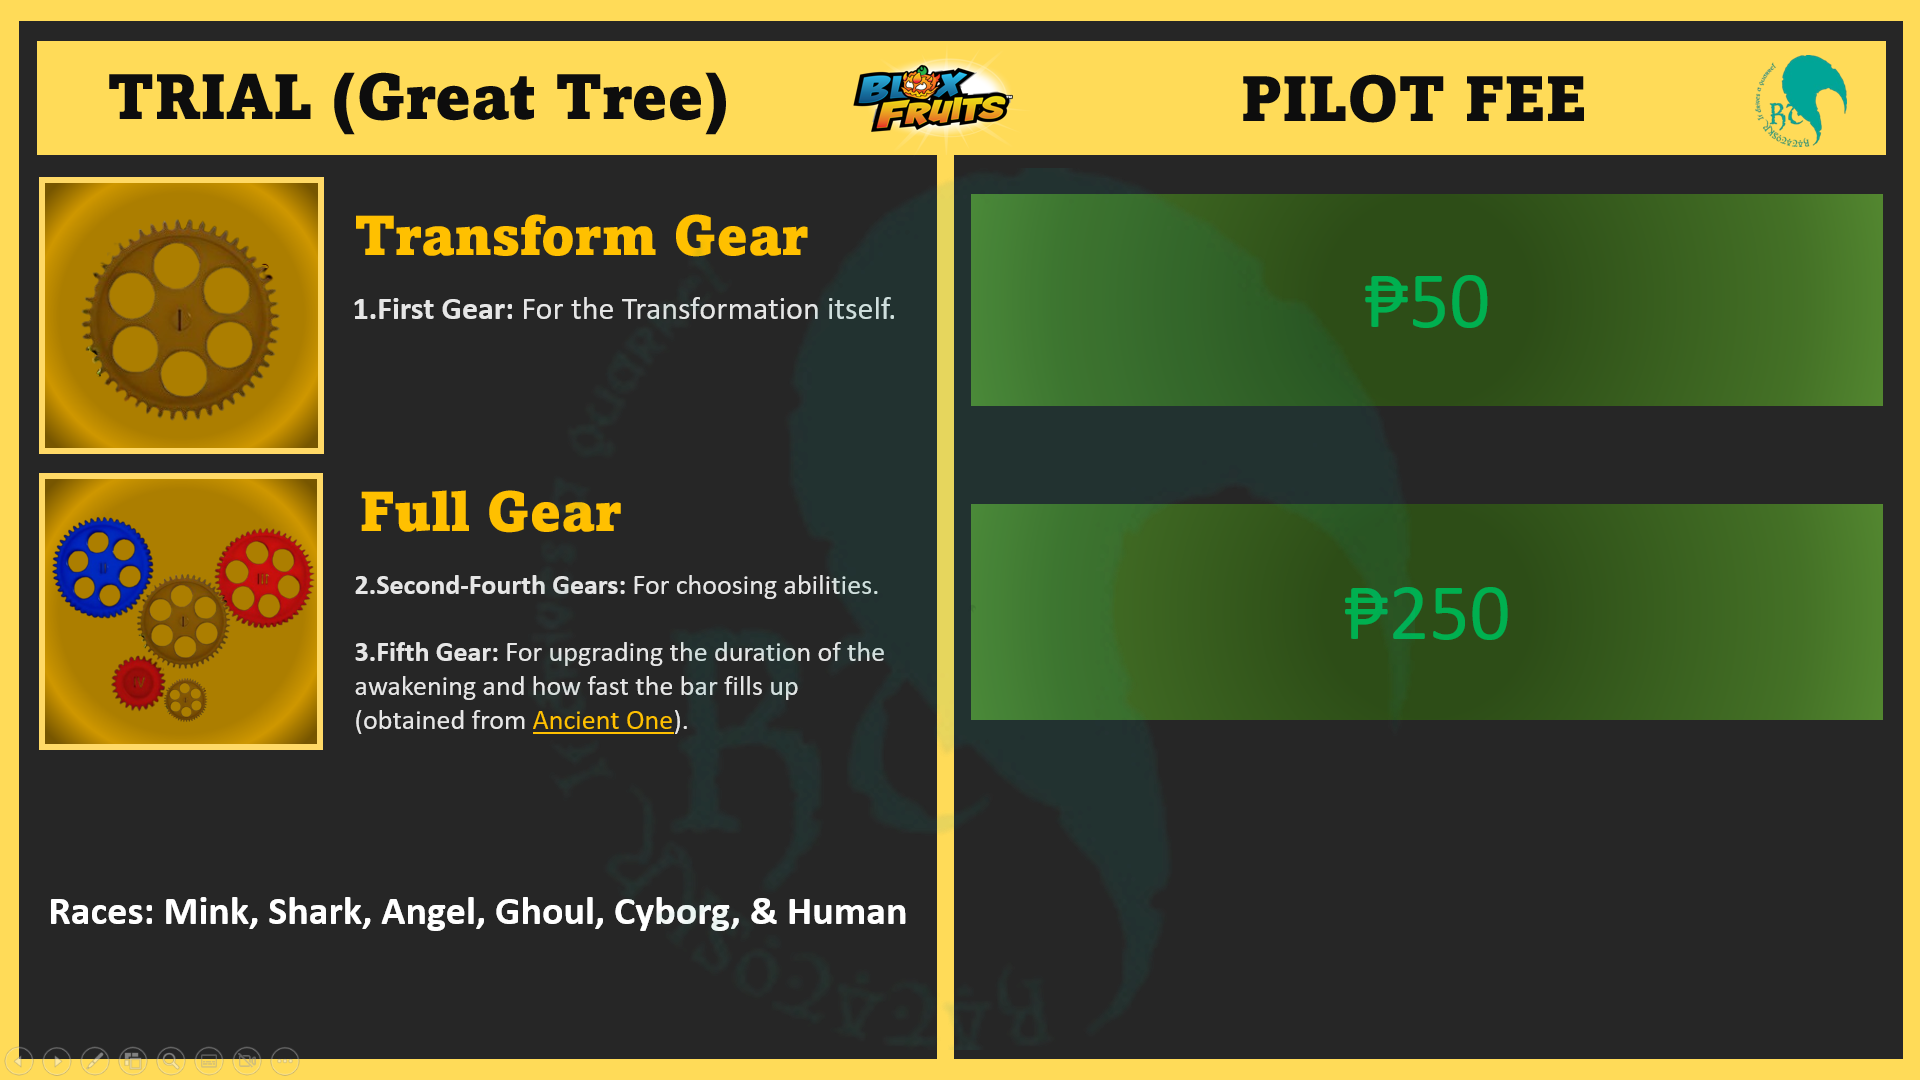 TRIAL (Great Tree)
BLOX
FRUITS
PILOT FEE
RC
Transform Gear
1.First Gear: For the Transformation itself.
₱50
Full Gear
2.Second-Fourth Gears: For choosing abilities.
3.Fifth Gear: For upgrading the duration of the
awakening and how fast the bar fills up
(obtained from Ancient One).
₱250
Races: Mink, Shark, Angel, Ghoul, Cyborg, & Human